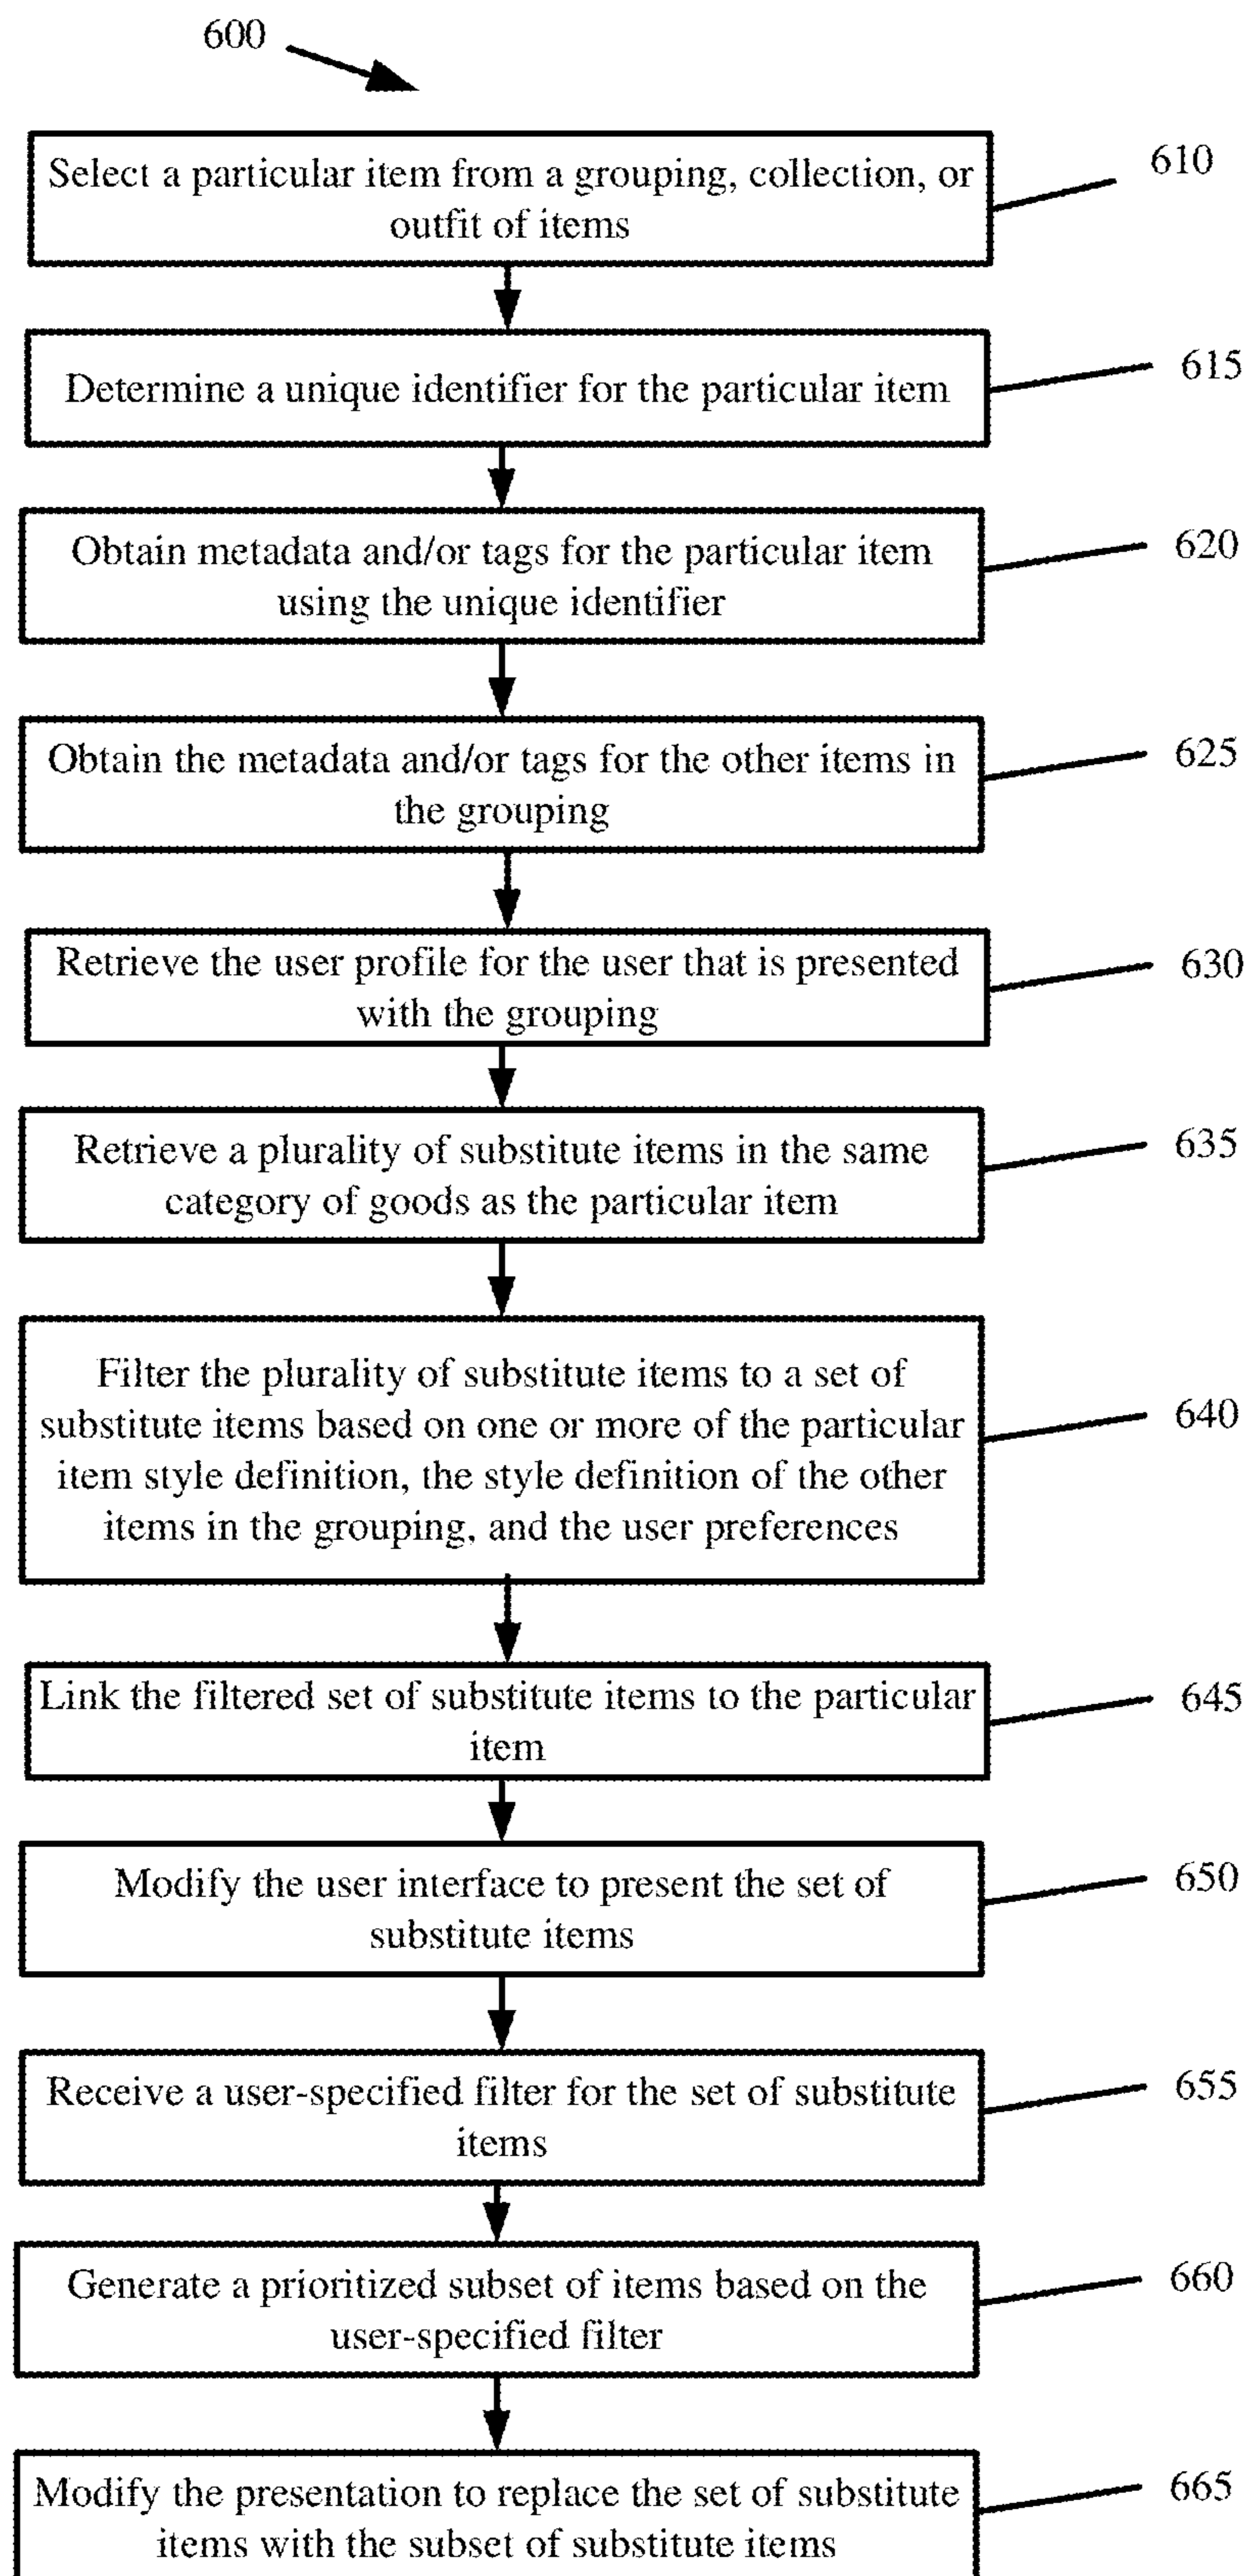 600
Select a particular item from a grouping, collection, or
outfit of items
610
Determine a unique identifier for the particular item
615
Obtain metadata and/or tags for the particular item
using the unique identifier
620
Obtain the metadata and/or tags for the other items in
the grouping
625
Retrieve the user profile for the user that is presented
with the grouping
630
Retrieve a plurality of substitute items in the same
category of goods as the particular item
635
Filter the plurality of substitute items to a set of
substitute items based on one or more of the particular
item style definition, the style definition of the other
items in the grouping, and the user preferences
640
Link the filtered set of substitute items to the particular
item
645
Modify the user interface to present the set of
substitute items
650
Receive a user-specified filter for the set of substitute
items
655
Generate a prioritized subset of items based on the
user-specified filter
660
Modify the presentation to replace the set of substitute
items with the subset of substitute items
665